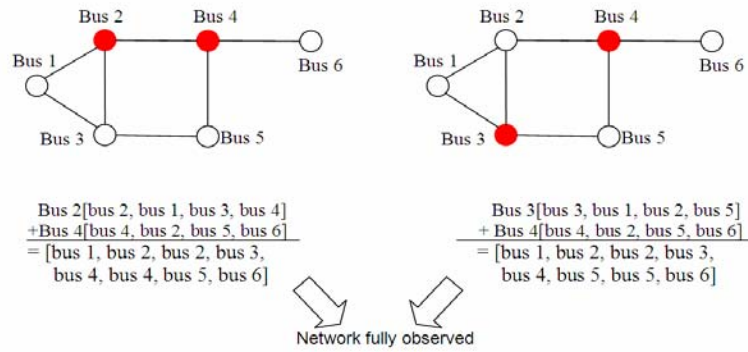 Bus 2
Bus 4
Bus 1
Bus 6
Bus 3
Bus 5
Bus 2
Bus 4
Bus 1
Bus 6
Bus 3
Bus 5
Bus 2[bus 2, bus 1, bus 3, bus 4]
+Bus 4[bus 4, bus 2, bus 5, bus 6]
= [bus 1, bus 2, bus 2, bus 3,
bus 4, bus 4, bus 5, bus 6]
Bus 3[bus 3, bus 1, bus 2, bus 5]
+ Bus 4[bus 4, bus 2, bus 5, bus 6]
= [bus 1, bus 2, bus 2, bus 3,
bus 4, bus 5, bus 5, bus 6]
Network fully observed